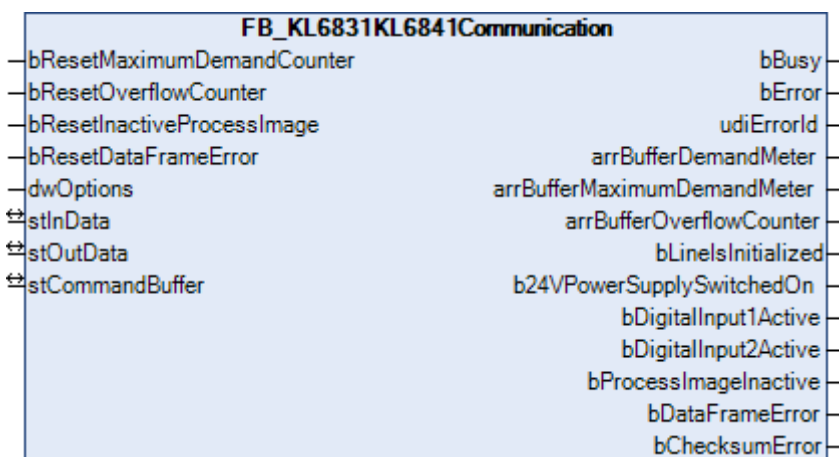 FB_KL6831KL6841Communication
bResetMaximumDemandCounter bBusy
bResetOverflowCounter bError
bResetInactiveProcessImage udiErrorId
bResetDataFrameError arrBufferDemandMeter
dwOptions arrBufferMaximumDemandMeter
stInData arrBufferOverflowCounter
stOutData bLineIsInitialized
stCommandBuffer b24VPowerSupplySwitchedOn
bDigitalInput1Active
bDigitalInput2Active
bProcessImageInactive
bDataFrameError
bChecksumError